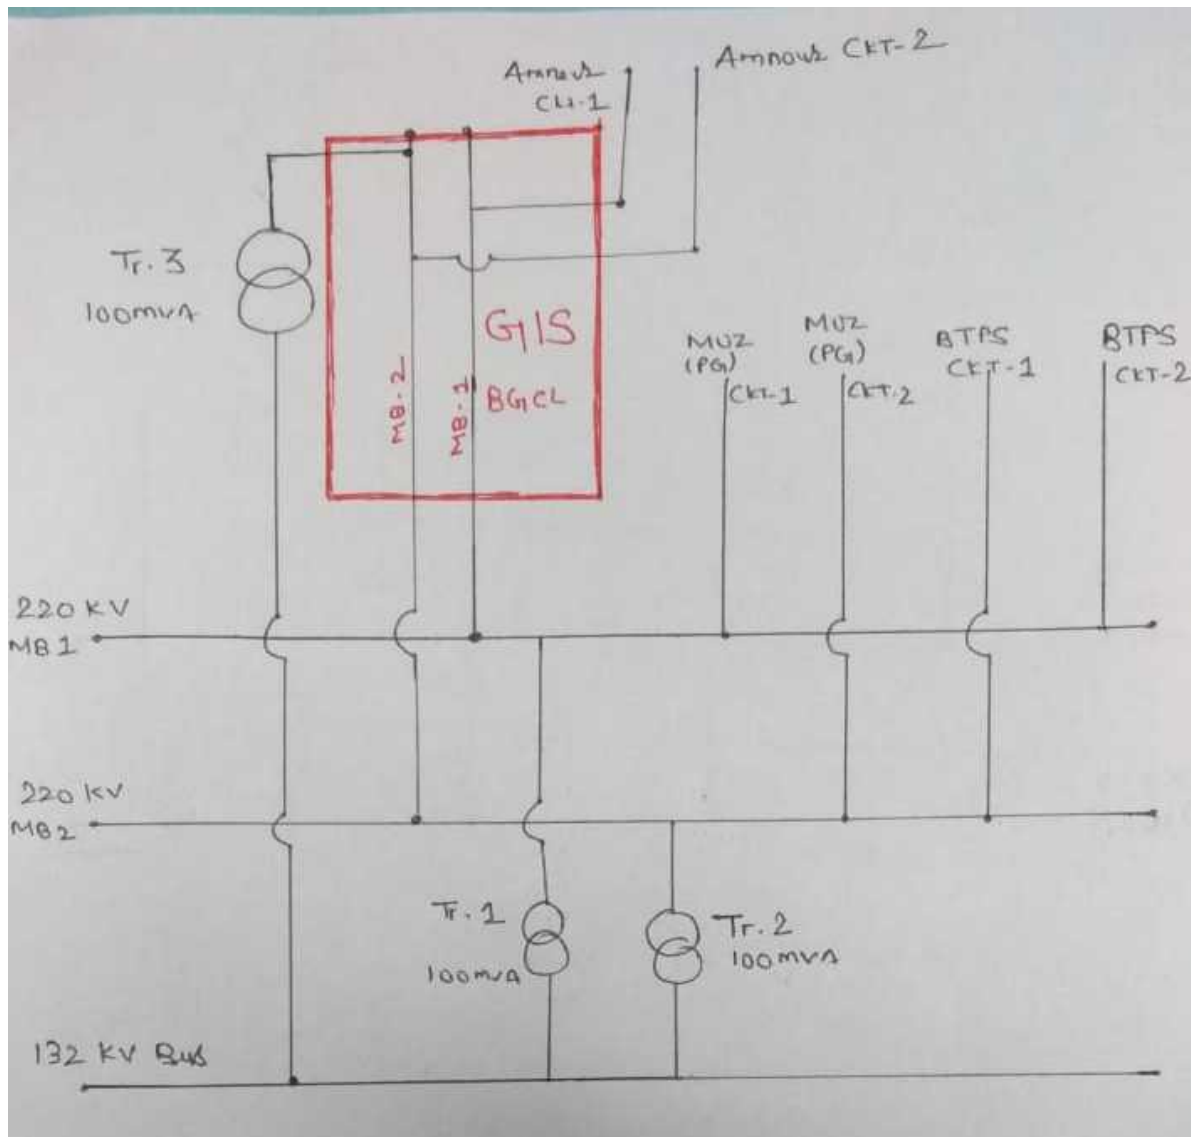 Amnour
Ckt-1
Amnour CKT-2
Tr. 3
100MVA
GIS
BGCL
MB-2
MB-1
MUZ
(PG)
CKT-1
MUZ
(PG)
CKT-2
BTPS
CKT-1
BTPS
CKT-2
220 KV
MB 1
220 KV
MB 2
Tr. 1
100MVA
Tr. 2
100MVA
132 KV Bus